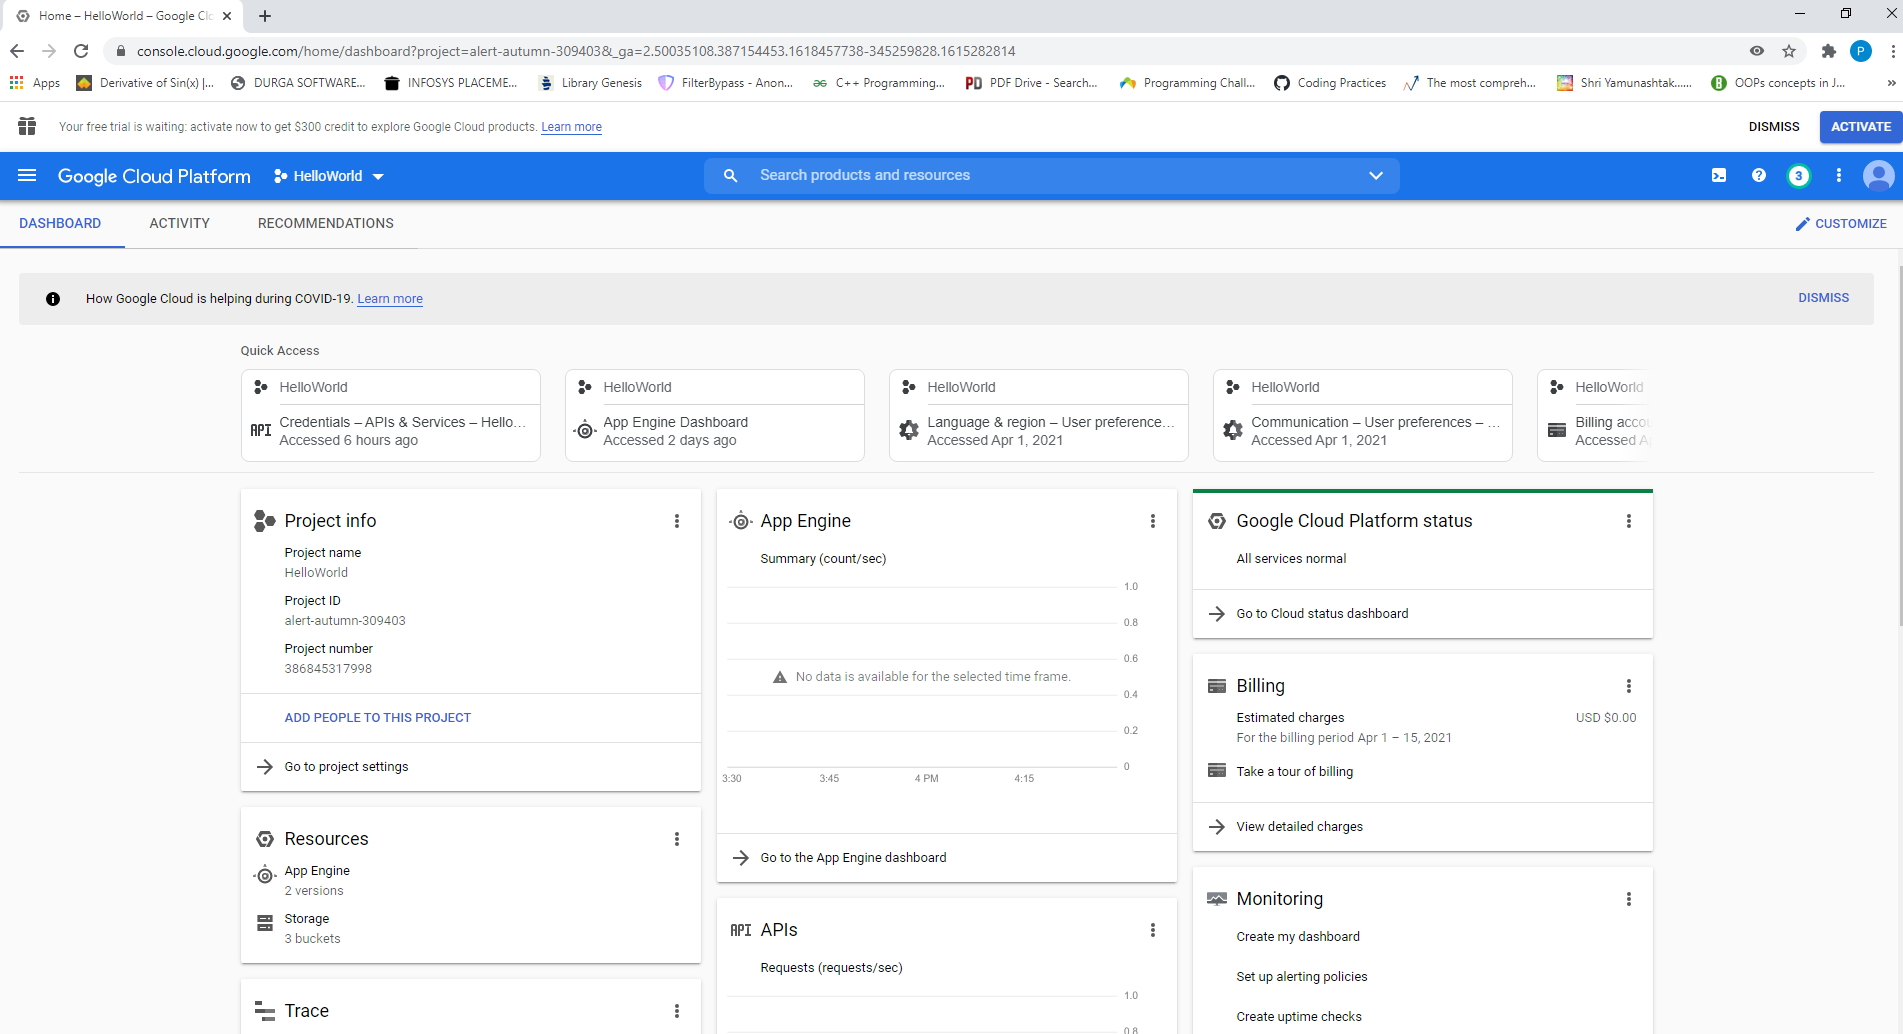 Home – HelloWorld – Google Clo
console.cloud.google.com/home/dashboard?project=alert-autumn-309403&_ga=2.50035108.387154453.1618457738-345259828.1615282814
P
Apps
Derivative of Sin(x) |...
DURGA SOFTWARE...
INFOSYS PLACEME...
Library Genesis
FilterBypass - Anon...
C++ Programming...
PD
PDF Drive - Search...
Programming Chall...
Coding Practices
The most compreh...
Shri Yamunashtak......
OOPs concepts in J...
»
Your free trial is waiting: activate now to get $300 credit to explore Google Cloud products. Learn more
DISMISS
ACTIVATE
Google Cloud Platform
HelloWorld
Search products and resources
3
DASHBOARD
ACTIVITY
RECOMMENDATIONS
CUSTOMIZE
How Google Cloud is helping during COVID-19. Learn more
DISMISS
Quick Access
HelloWorld
API
Credentials – APIs & Services – Hello...
Accessed 6 hours ago
HelloWorld
App Engine Dashboard
Accessed 2 days ago
HelloWorld
Language & region – User preference...
Accessed Apr 1, 2021
HelloWorld
Communication – User preferences – ...
Accessed Apr 1, 2021
HelloWorld
Billing accou
Accessed A
Project info
Project name
HelloWorld
Project ID
alert-autumn-309403
Project number
386845317998
ADD PEOPLE TO THIS PROJECT
Go to project settings
Resources
App Engine
2 versions
Storage
3 buckets
Trace
App Engine
Summary (count/sec)
1.0
0.8
0.6
No data is available for the selected time frame.
0.4
0.2
0
3:30
3:45
4 PM
4:15
Go to the App Engine dashboard
API
APIs
Requests (requests/sec)
1.0
0.8
Google Cloud Platform status
All services normal
Go to Cloud status dashboard
Billing
Estimated charges
USD $0.00
For the billing period Apr 1 – 15, 2021
Take a tour of billing
View detailed charges
Monitoring
Create my dashboard
Set up alerting policies
Create uptime checks